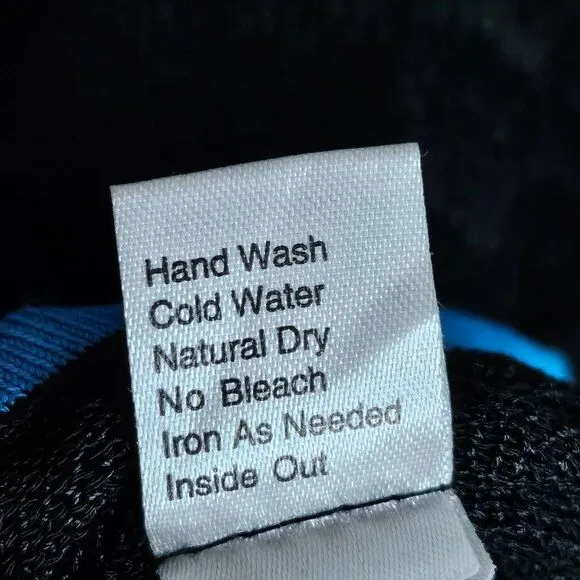 Hand Wash
Cold Water
Natural Dry
No Bleach
Iron As Needed
Inside Out